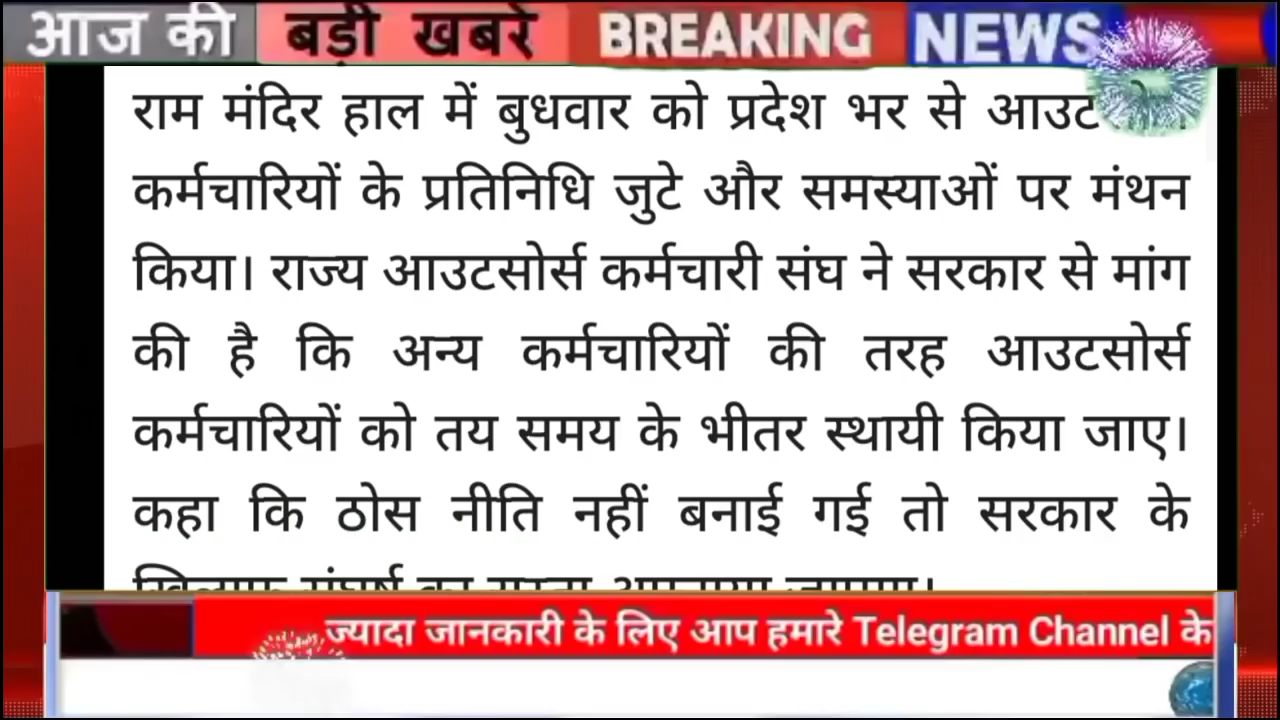 आज की बड़ी खबरे BREAKING NEWS
राम मंदिर हाल में बुधवार को प्रदेश भर से
कर्मचारियों के प्रतिनिधि जुटे और समस्याओं पर मंथन
किया। राज्य आउटसोर्स कर्मचारी संघ ने सरकार से मांग
की है कि अन्य कर्मचारियों की तरह आउटसोर्स
कर्मचारियों को तय समय के भीतर स्थायी किया जाए।
कहा कि ठोस नीति नहीं बनाई गई तो सरकार के
ज्यादा जानकारी के लिए आप हमारे Telegram Channel के